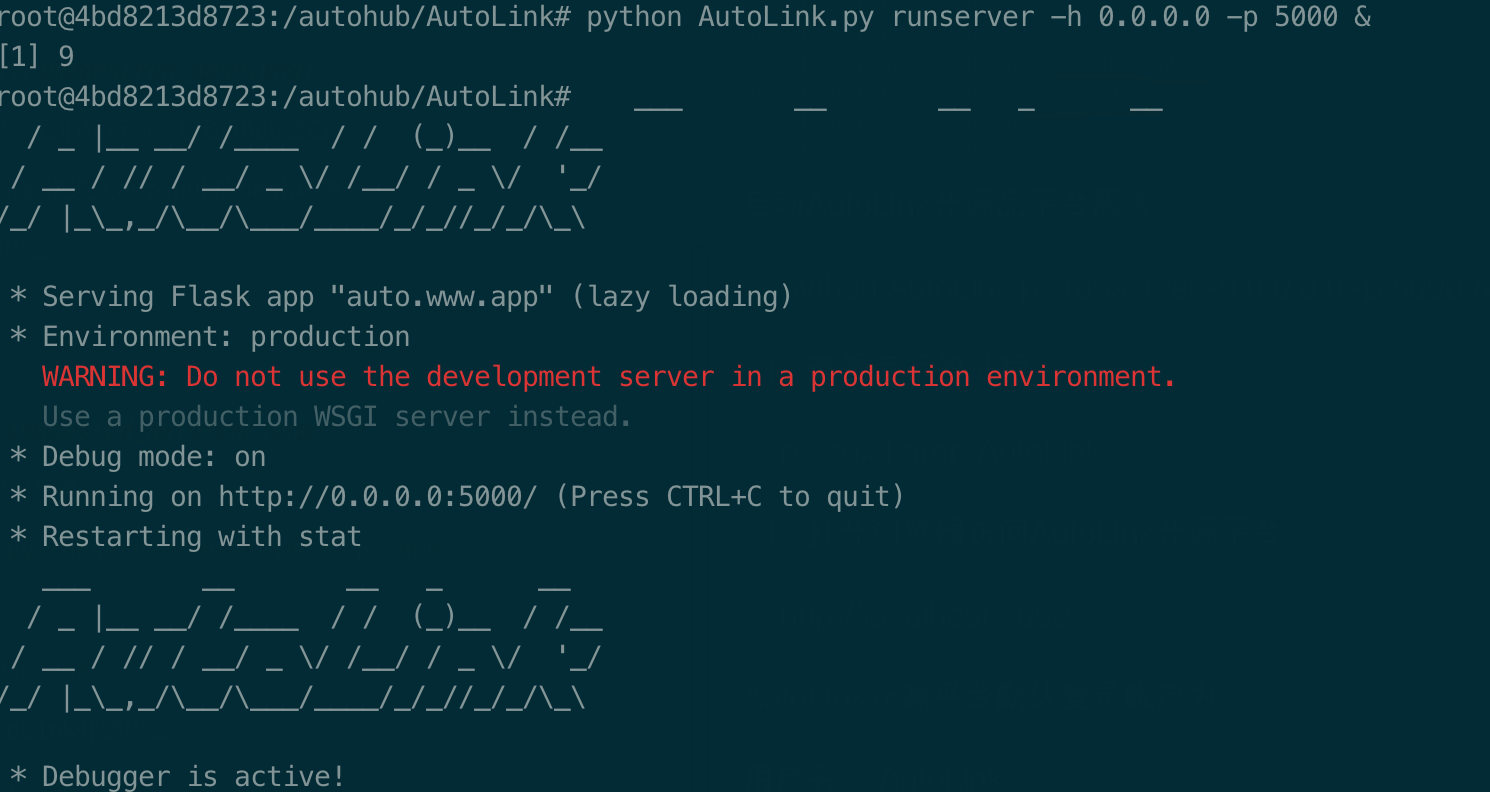 root@4bd8213d8723:/autohub/AutoLink# python AutoLink.py runserver -h 0.0.0.0 -p 5000 &
[1] 9
root@4bd8213d8723:/autohub/AutoLink#    ___       __       __   _      __
  / _ |__ __/ /____  / /  (_)__  / /__
 / __ / // / __/ _ \/ /__/ / _ \/  '_/
/_/ |_\_,_/\__/\___/____/_/_//_/_/\_\

 * Serving Flask app "auto.www.app" (lazy loading)
 * Environment: production
   WARNING: Do not use the development server in a production environment.
   Use a production WSGI server instead.
 * Debug mode: on
 * Running on http://0.0.0.0:5000/ (Press CTRL+C to quit)
 * Restarting with stat
   ___       __       __   _      __
  / _ |__ __/ /____  / /  (_)__  / /__
 / __ / // / __/ _ \/ /__/ / _ \/  '_/
/_/ |_\_,_/\__/\___/____/_/_//_/_/\_\

 * Debugger is active!